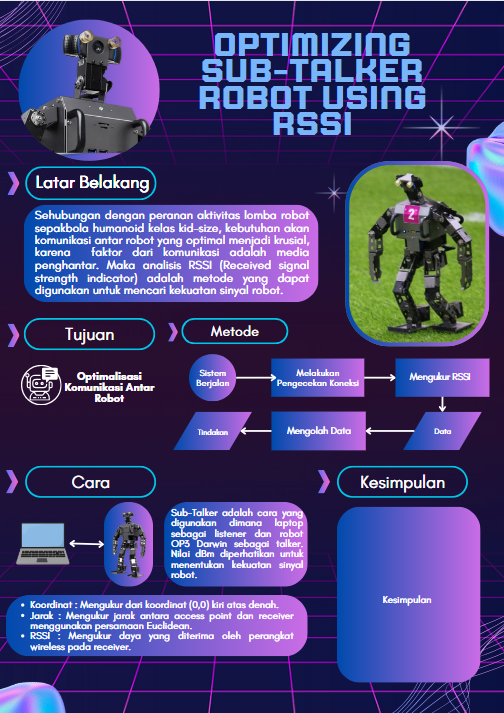 OPTIMIZING
SUB-TALKER
ROBOT USING
RSSI
Latar Belakang
Sehubungan dengan peranan aktivitas lomba robot
sepakbola humanoid kelas kid-size, kebutuhan akan
komunikasi antar robot yang optimal menjadi krusial,
karena faktor dari komunikasi adalah media
penghantar. Maka analisis RSSI (Received signal
strength indicator) adalah metode yang dapat
digunakan untuk mencari kekuatan sinyal robot.
2
Tujuan
Optimalisasi
Komunikasi Antar
Robot
Metode
Sistem
Berjalan
Melakukan
Pengecekan Koneksi
Mengukur RSSI
Tindakan
Mengolah Data
Data
Cara
Sub-Talker adalah cara yang
digunakan dimana laptop
sebagai listener dan robot
OP3 Darwin sebagai talker.
Nilai dBm diperhatikan untuk
menentukan kekuatan sinyal
robot.
• Koordinat : Mengukur dari koordinat (0,0) kiri atas denah.
• Jarak : Mengukur jarak antara access point dan receiver
menggunakan persamaan Euclidean.
• RSSI : Mengukur daya yang diterima oleh perangkat
wireless pada receiver.
Kesimpulan
Kesimpulan